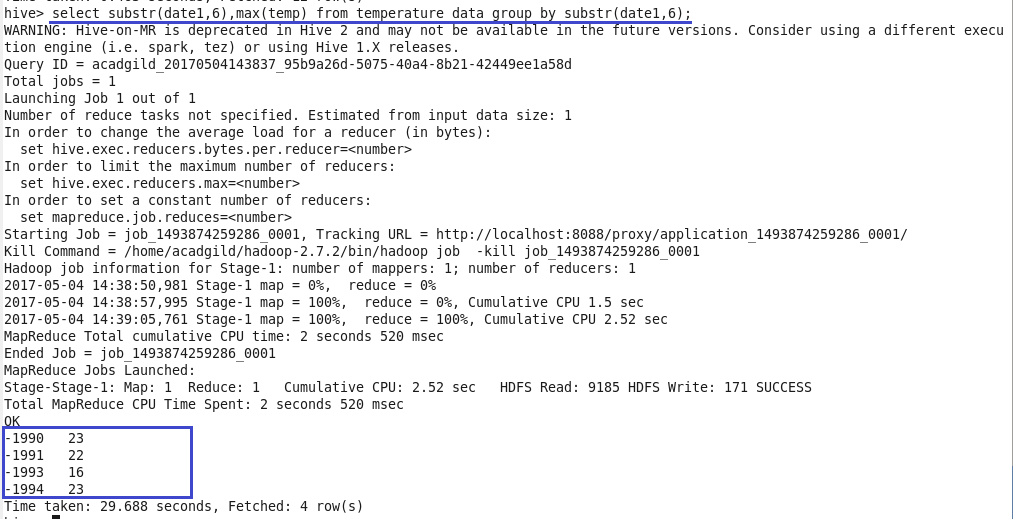 hive> select substr(date1,6),max(temp) from temperature_data group by substr(date1,6);
WARNING: Hive-on-MR is deprecated in Hive 2 and may not be available in the future versions. Consider using a different execu
tion engine (i.e. spark, tez) or using Hive 1.X releases.
Query ID = acadgild_20170504143837_95b9a26d-5075-40a4-8b21-42449ee1a58d
Total jobs = 1
Launching Job 1 out of 1
Number of reduce tasks not specified. Estimated from input data size: 1
In order to change the average load for a reducer (in bytes):
  set hive.exec.reducers.bytes.per.reducer=<number>
In order to limit the maximum number of reducers:
  set hive.exec.reducers.max=<number>
In order to set a constant number of reducers:
  set mapreduce.job.reduces=<number>
Starting Job = job_1493874259286_0001, Tracking URL = http://localhost:8088/proxy/application_1493874259286_0001/
Kill Command = /home/acadgild/hadoop-2.7.2/bin/hadoop job  -kill job_1493874259286_0001
Hadoop job information for Stage-1: number of mappers: 1; number of reducers: 1
2017-05-04 14:38:50,981 Stage-1 map = 0%,  reduce = 0%
2017-05-04 14:38:57,995 Stage-1 map = 100%,  reduce = 0%, Cumulative CPU 1.5 sec
2017-05-04 14:39:05,761 Stage-1 map = 100%,  reduce = 100%, Cumulative CPU 2.52 sec
MapReduce Total cumulative CPU time: 2 seconds 520 msec
Ended Job = job_1493874259286_0001
MapReduce Jobs Launched:
Stage-Stage-1: Map: 1  Reduce: 1   Cumulative CPU: 2.52 sec   HDFS Read: 9185 HDFS Write: 171 SUCCESS
Total MapReduce CPU Time Spent: 2 seconds 520 msec
OK
-1990   23
-1991   22
-1993   16
-1994   23
Time taken: 29.688 seconds, Fetched: 4 row(s)